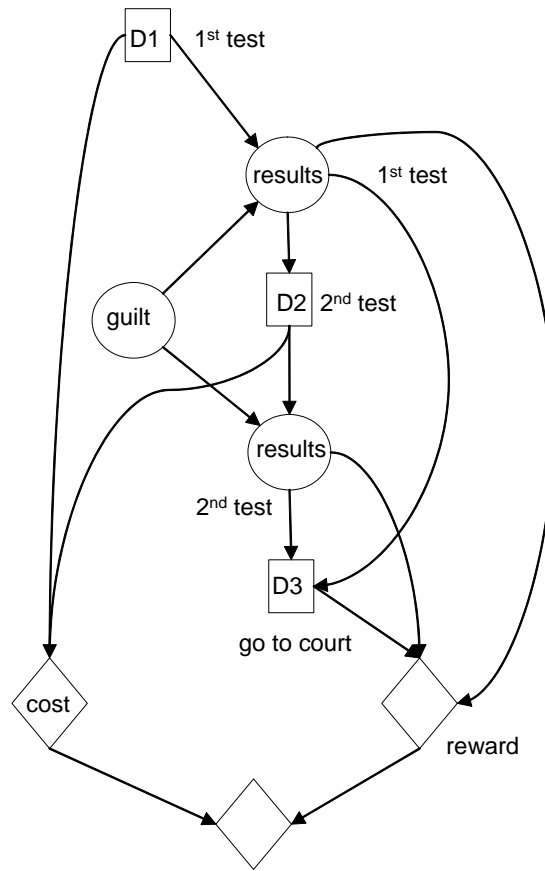 D1
1st test
results
1st test
D2
2nd test
guilt
results
2nd test
D3
go to court
cost
reward